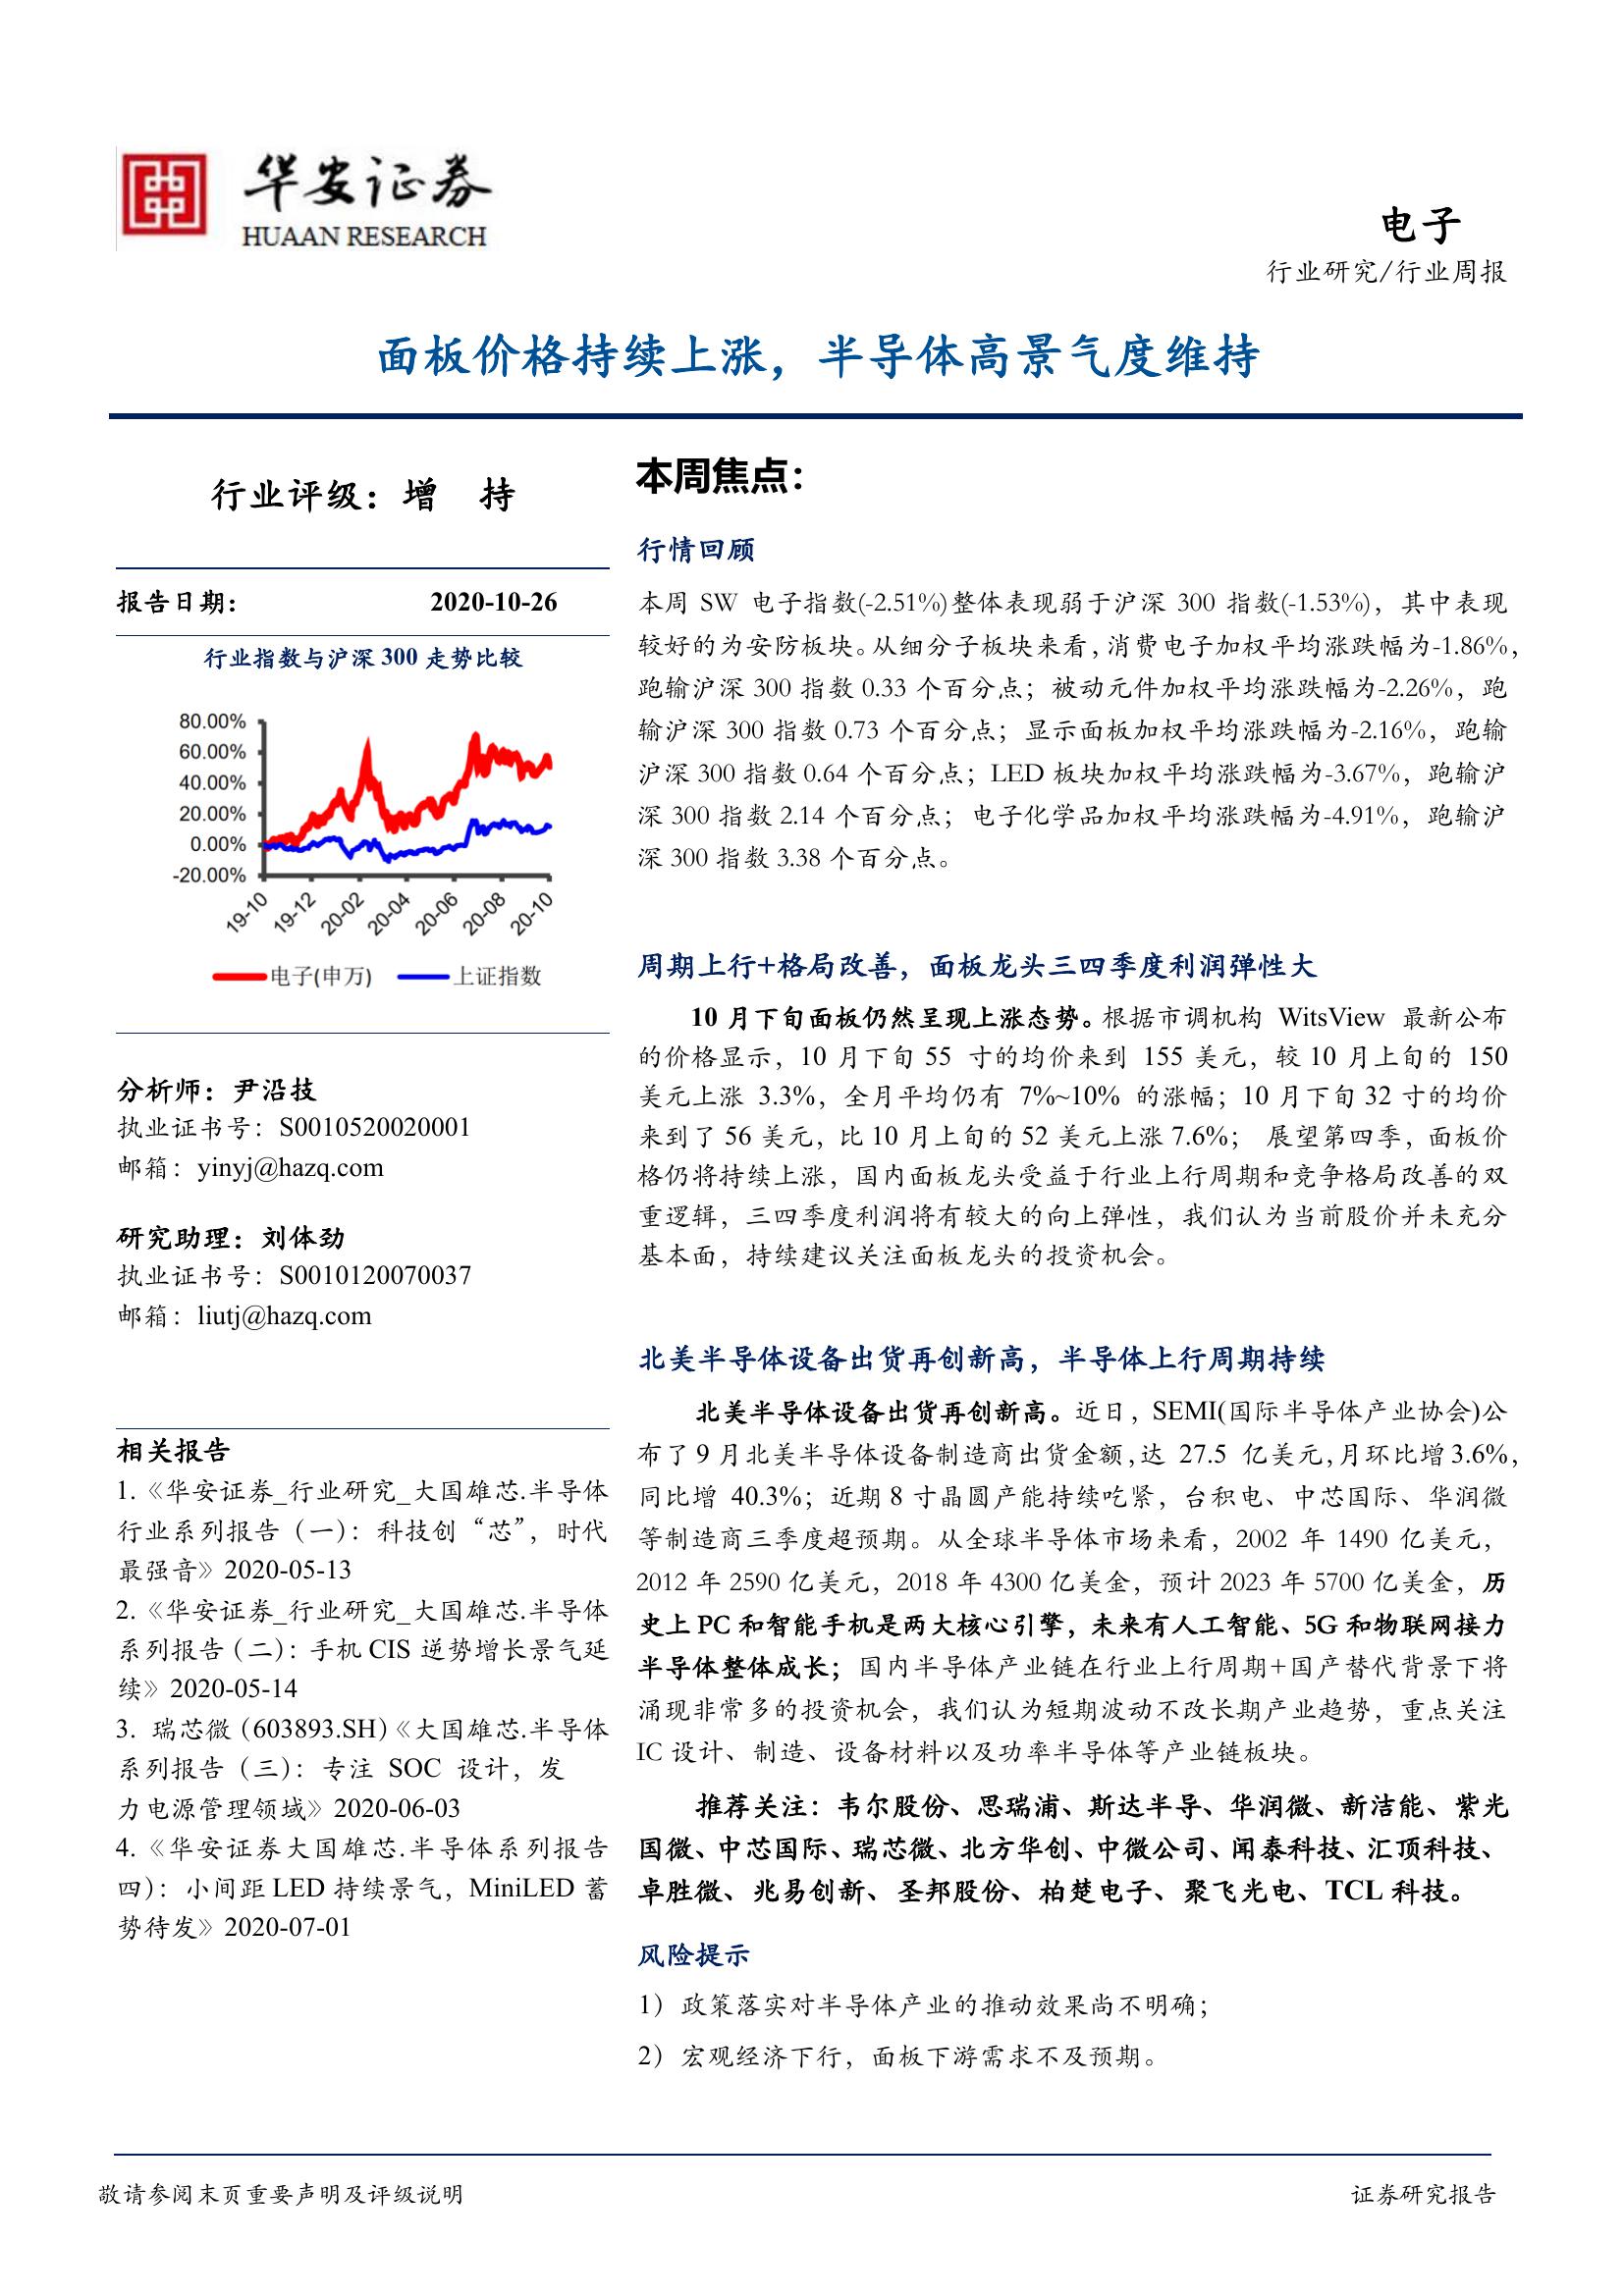 华安证券
HUAAN RESEARCH
电子
行业研究/行业周报
面板价格持续上涨，半导体高景气度维持
行业评级：增 持
报告日期： 2020-10-26
行业指数与沪深 300 走势比较
80.00%
60.00%
40.00%
20.00%
0.00%
-20.00%
19-10 19-12 20-02 20-04 20-06 20-08 20-10
电子(申万) 上证指数
分析师：尹沿技
执业证书号：S0010520020001
邮箱：yinyj@hazq.com
研究助理：刘体劲
执业证书号：S0010120070037
邮箱：liutj@hazq.com
相关报告
1.《华安证券_行业研究_大国雄芯.半导体
行业系列报告（一）：科技创“芯”，时代
最强音》2020-05-13
2.《华安证券_行业研究_大国雄芯.半导体
系列报告（二）：手机 CIS 逆势增长景气延
续》2020-05-14
3. 瑞芯微（603893.SH）《大国雄芯.半导体
系列报告（三）：专注 SOC 设计，发
力电源管理领域》2020-06-03
4.《华安证券大国雄芯.半导体系列报告
四）：小间距 LED 持续景气，MiniLED 蓄
势待发》2020-07-01
本周焦点：
行情回顾
本周 SW 电子指数(-2.51%)整体表现弱于沪深 300 指数(-1.53%)，其中表现
较好的为安防板块。从细分子板块来看，消费电子加权平均涨跌幅为-1.86%，
跑输沪深 300 指数 0.33 个百分点；被动元件加权平均涨跌幅为-2.26%，跑
输沪深 300 指数 0.73 个百分点；显示面板加权平均涨跌幅为-2.16%，跑输
沪深 300 指数 0.64 个百分点；LED 板块加权平均涨跌幅为-3.67%，跑输沪
深 300 指数 2.14 个百分点；电子化学品加权平均涨跌幅为-4.91%，跑输沪
深 300 指数 3.38 个百分点。
周期上行+格局改善，面板龙头三四季度利润弹性大
10 月下旬面板仍然呈现上涨态势。根据市调机构 WitsView 最新公布
的价格显示，10 月下旬 55 寸的均价来到 155 美元，较 10 月上旬的 150
美元上涨 3.3%，全月平均仍有 7%~10% 的涨幅；10 月下旬 32 寸的均价
来到了 56 美元，比 10 月上旬的 52 美元上涨 7.6%； 展望第四季，面板价
格仍将持续上涨，国内面板龙头受益于行业上行周期和竞争格局改善的双
重逻辑，三四季度利润将有较大的向上弹性，我们认为当前股价并未充分
基本面，持续建议关注面板龙头的投资机会。
北美半导体设备出货再创新高，半导体上行周期持续
北美半导体设备出货再创新高。近日，SEMI(国际半导体产业协会)公
布了 9 月北美半导体设备制造商出货金额，达 27.5 亿美元，月环比增 3.6%，
同比增 40.3%；近期 8 寸晶圆产能持续吃紧，台积电、中芯国际、华润微
等制造商三季度超预期。从全球半导体市场来看，2002 年 1490 亿美元，
2012 年 2590 亿美元，2018 年 4300 亿美金，预计 2023 年 5700 亿美金，历
史上 PC 和智能手机是两大核心引擎，未来有人工智能、5G 和物联网接力
半导体整体成长；国内半导体产业链在行业上行周期+国产替代背景下将
涌现非常多的投资机会，我们认为短期波动不改长期产业趋势，重点关注
IC 设计、制造、设备材料以及功率半导体等产业链板块。
推荐关注：韦尔股份、思瑞浦、斯达半导、华润微、新洁能、紫光
国微、中芯国际、瑞芯微、北方华创、中微公司、闻泰科技、汇顶科技、
卓胜微、兆易创新、圣邦股份、柏楚电子、聚飞光电、TCL 科技。
风险提示
1）政策落实对半导体产业的推动效果尚不明确；
2）宏观经济下行，面板下游需求不及预期。
敬请参阅末页重要声明及评级说明
证券研究报告